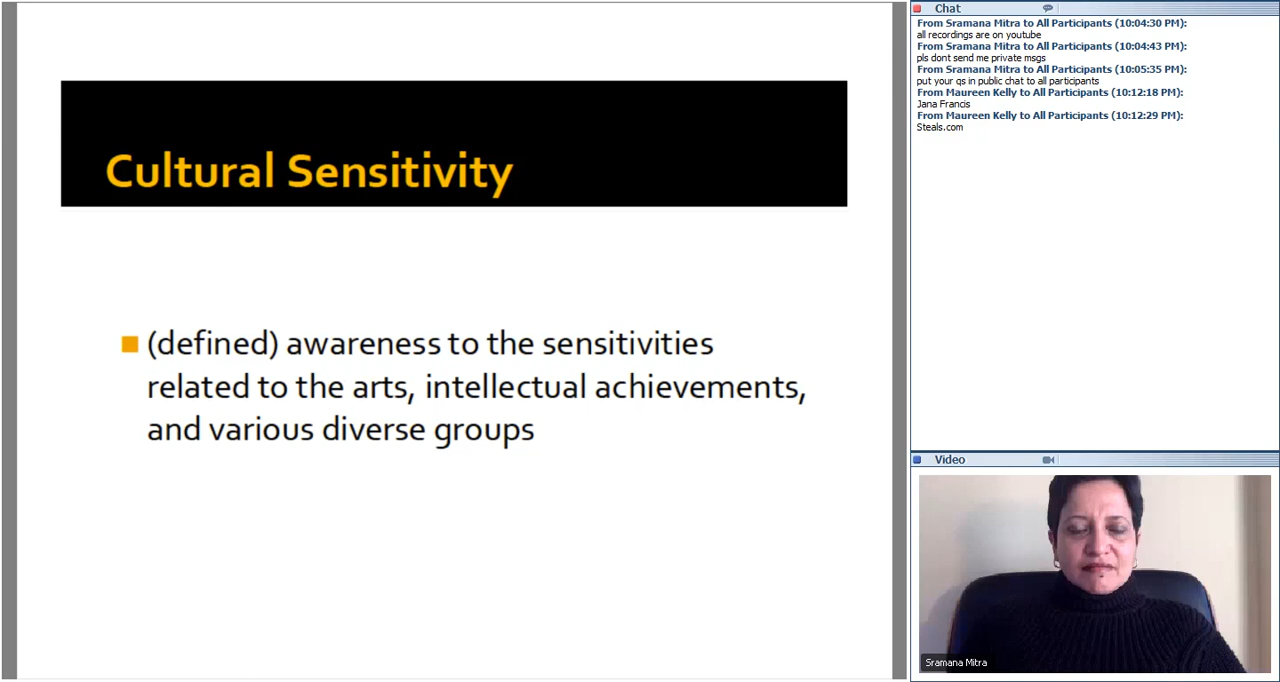 Cultural Sensitivity
(defined) awareness to the sensitivities
related to the arts, intellectual achievements,
and various diverse groups
Chat
From Sramana Mitra to All Participants (10:04:30 PM):
all recordings are on youtube
From Sramana Mitra to All Participants (10:04:43 PM):
pls dont send me private msgs
From Sramana Mitra to All Participants (10:05:35 PM):
put your qs in public chat to all participants
From Maureen Kelly to All Participants (10:12:18 PM):
Jana Francis
From Maureen Kelly to All Participants (10:12:29 PM):
Steals.com
Video
Sramana Mitra